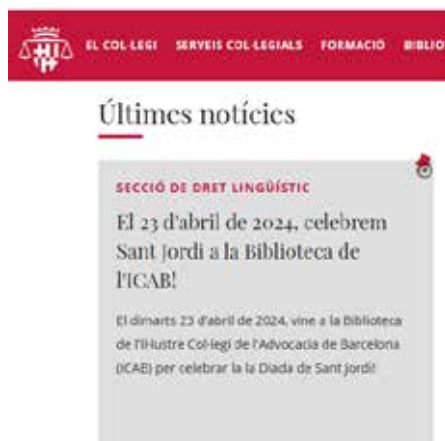 EL COL·LEGI SERVEIS COL·LEGIALS FORMACIÓ BIBLIO
Últimes notícies
SECCIÓ DE DRET LINGÜÍSTIC
El 23 d'abril de 2024, celebrem
Sant Jordi a la Biblioteca de
l'ICAB!
El dimarts 23 d'abril de 2024, vine a la Biblioteca
de l'Il·lustre Col·legi de l'Advocacia de Barcelona
(ICAB) per celebrar la la Diada de Sant Jordi!